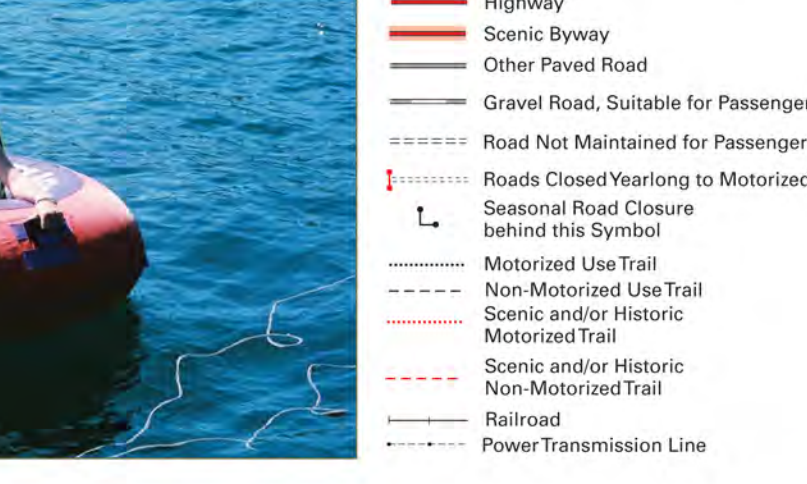 Highway
Scenic Byway
Other Paved Road
Gravel Road, Suitable for Passenger
Road Not Maintained for Passenger
Roads Closed Yearlong to Motorized
Seasonal Road Closure
behind this Symbol
Motorized Use Trail
Non-Motorized Use Trail
Scenic and/or Historic
Motorized Trail
Scenic and/or Historic
Non-Motorized Trail
Railroad
Power Transmission Line